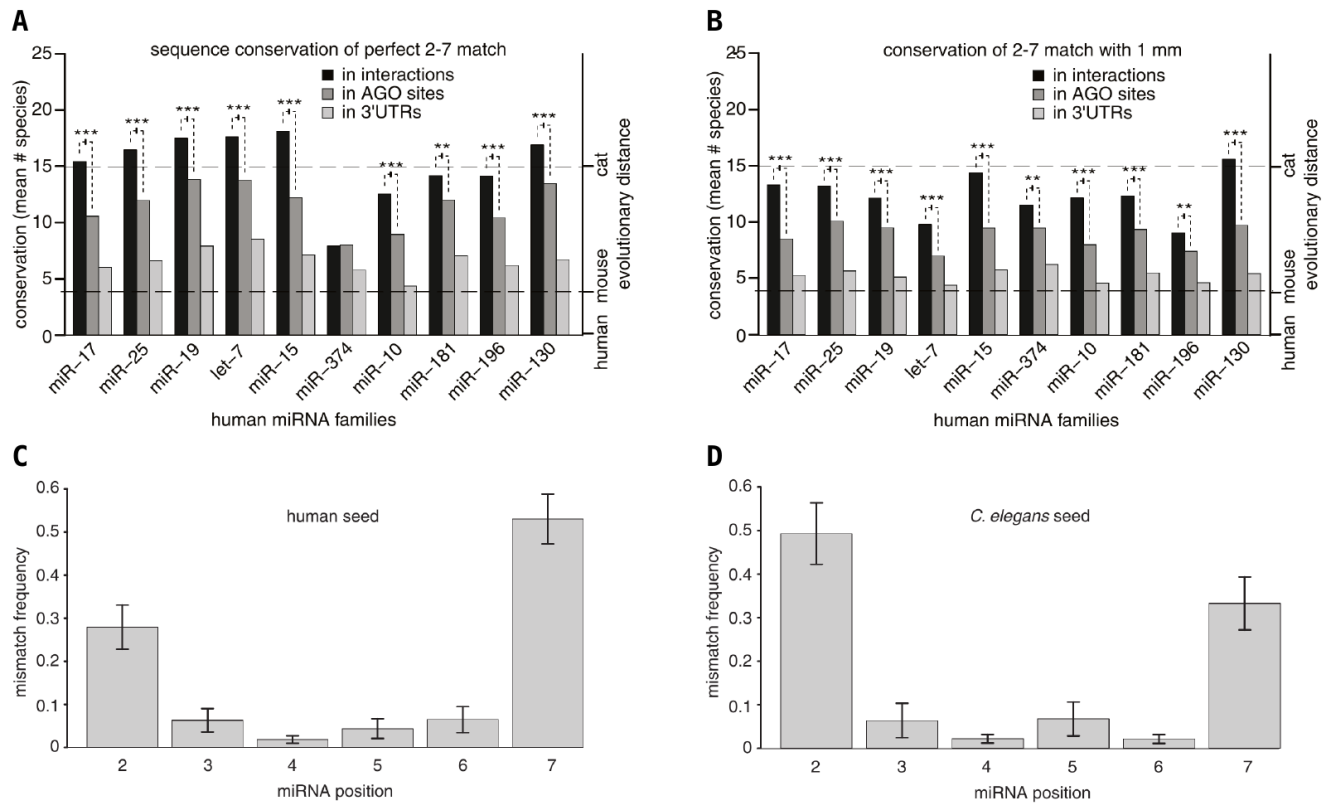 A
sequence conservation of perfect 2-7 match
in interactions
in AGO sites
in 3'UTRs
conservation (mean # species)
25
20
15
10
5
0
***
***
***
***
***
***
**
***
***
human mouse cat
evolutionary distance
miR−17
miR−25
miR−19
let−7
miR−15
miR−374
miR−10
miR−181
miR−196
miR−130
human miRNA families
B
conservation of 2-7 match with 1 mm
in interactions
in AGO sites
in 3'UTRs
conservation (mean # species)
25
20
15
10
5
0
***
***
***
***
***
**
***
***
**
***
human mouse cat
evolutionary distance
miR−17
miR−25
miR−19
let−7
miR−15
miR−374
miR−10
miR−181
miR−196
miR−130
human miRNA families
C
human seed
mismatch frequency
0.6
0.5
0.4
0.3
0.2
0.1
0
2 3 4 5 6 7
miRNA position
D
C. elegans seed
mismatch frequency
0.6
0.5
0.4
0.3
0.2
0.1
0
2 3 4 5 6 7
miRNA position